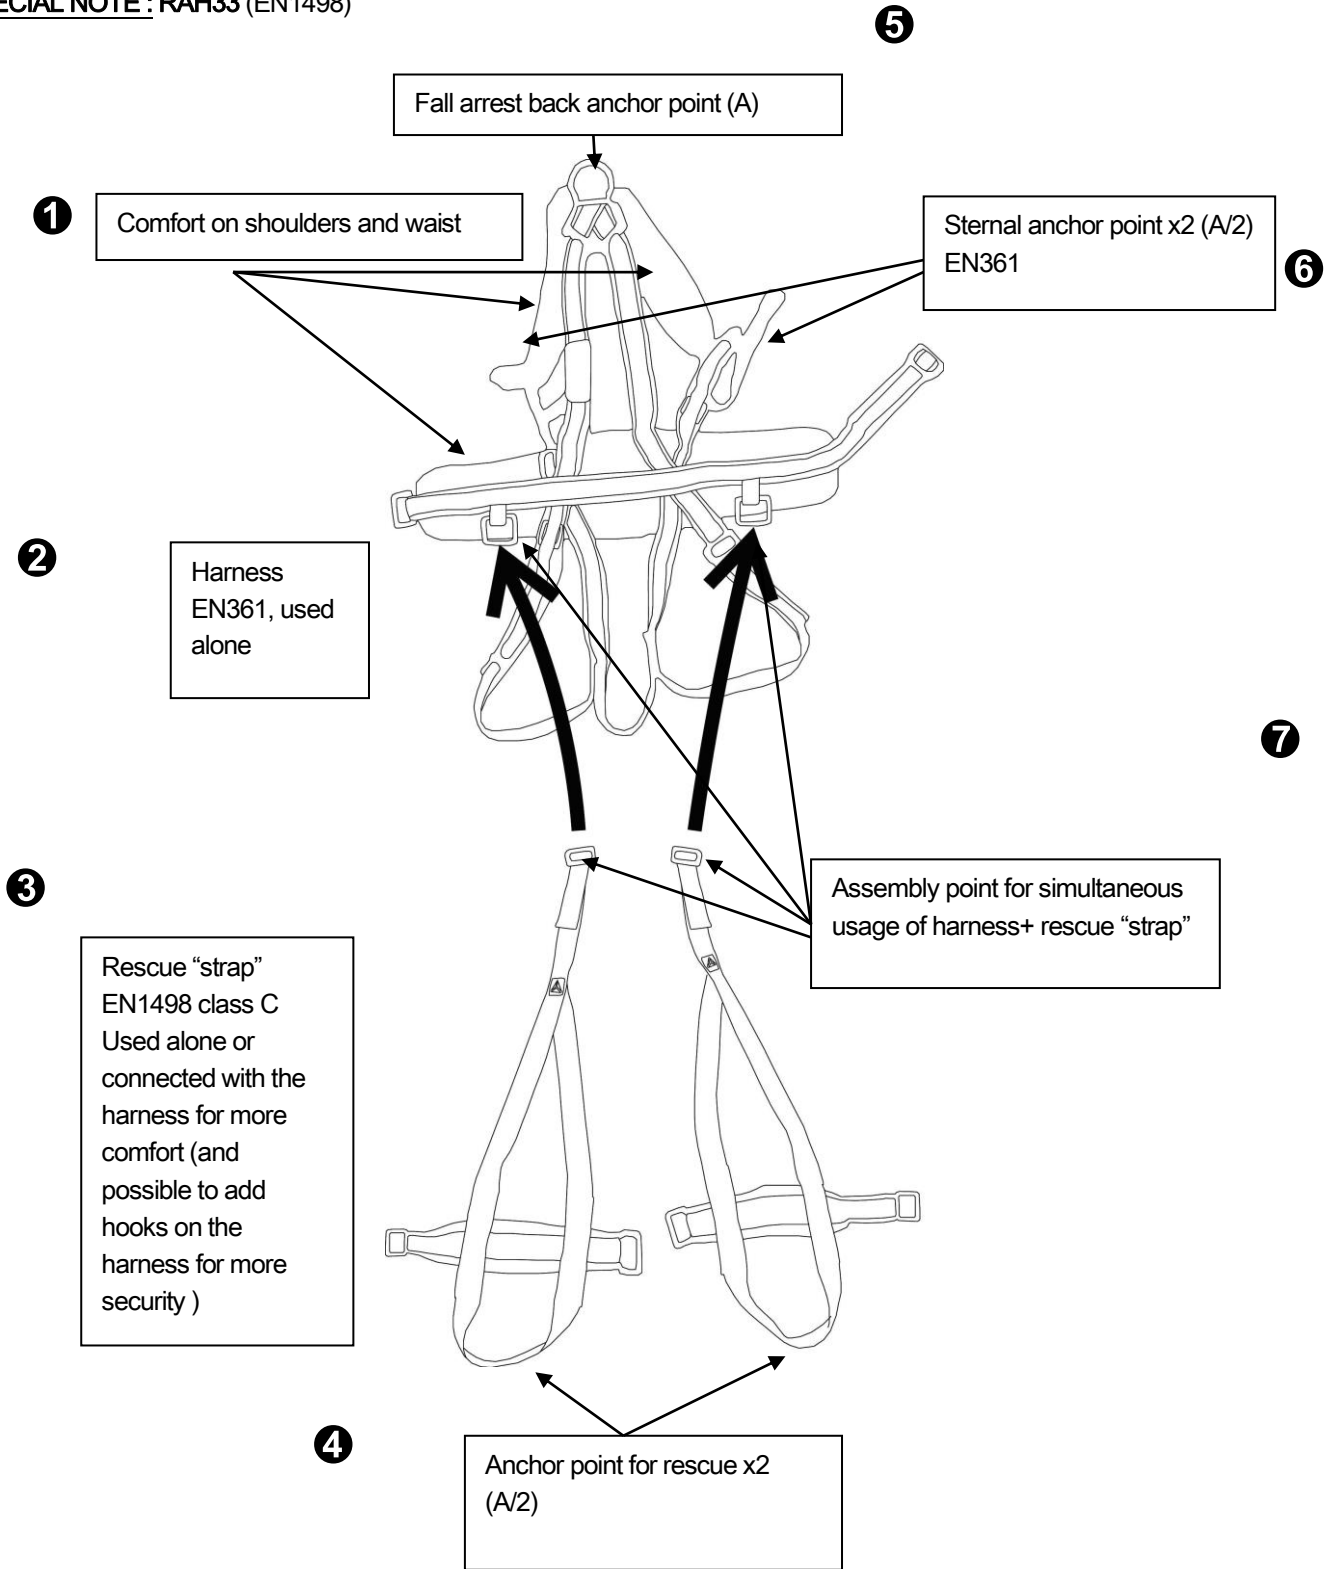 ECIAL NOTE : RAH33 (EN1498)
❺
Fall arrest back anchor point (A)
❶
Comfort on shoulders and waist
Sternal anchor point x2 (A/2)
EN361
❻
❷
Harness
EN361, used
alone
❼
❸
Assembly point for simultaneous
usage of harness+ rescue “strap”
Rescue “strap”
EN1498 class C
Used alone or
connected with the
harness for more
comfort (and
possible to add
hooks on the
harness for more
security )
❹
Anchor point for rescue x2
(A/2)